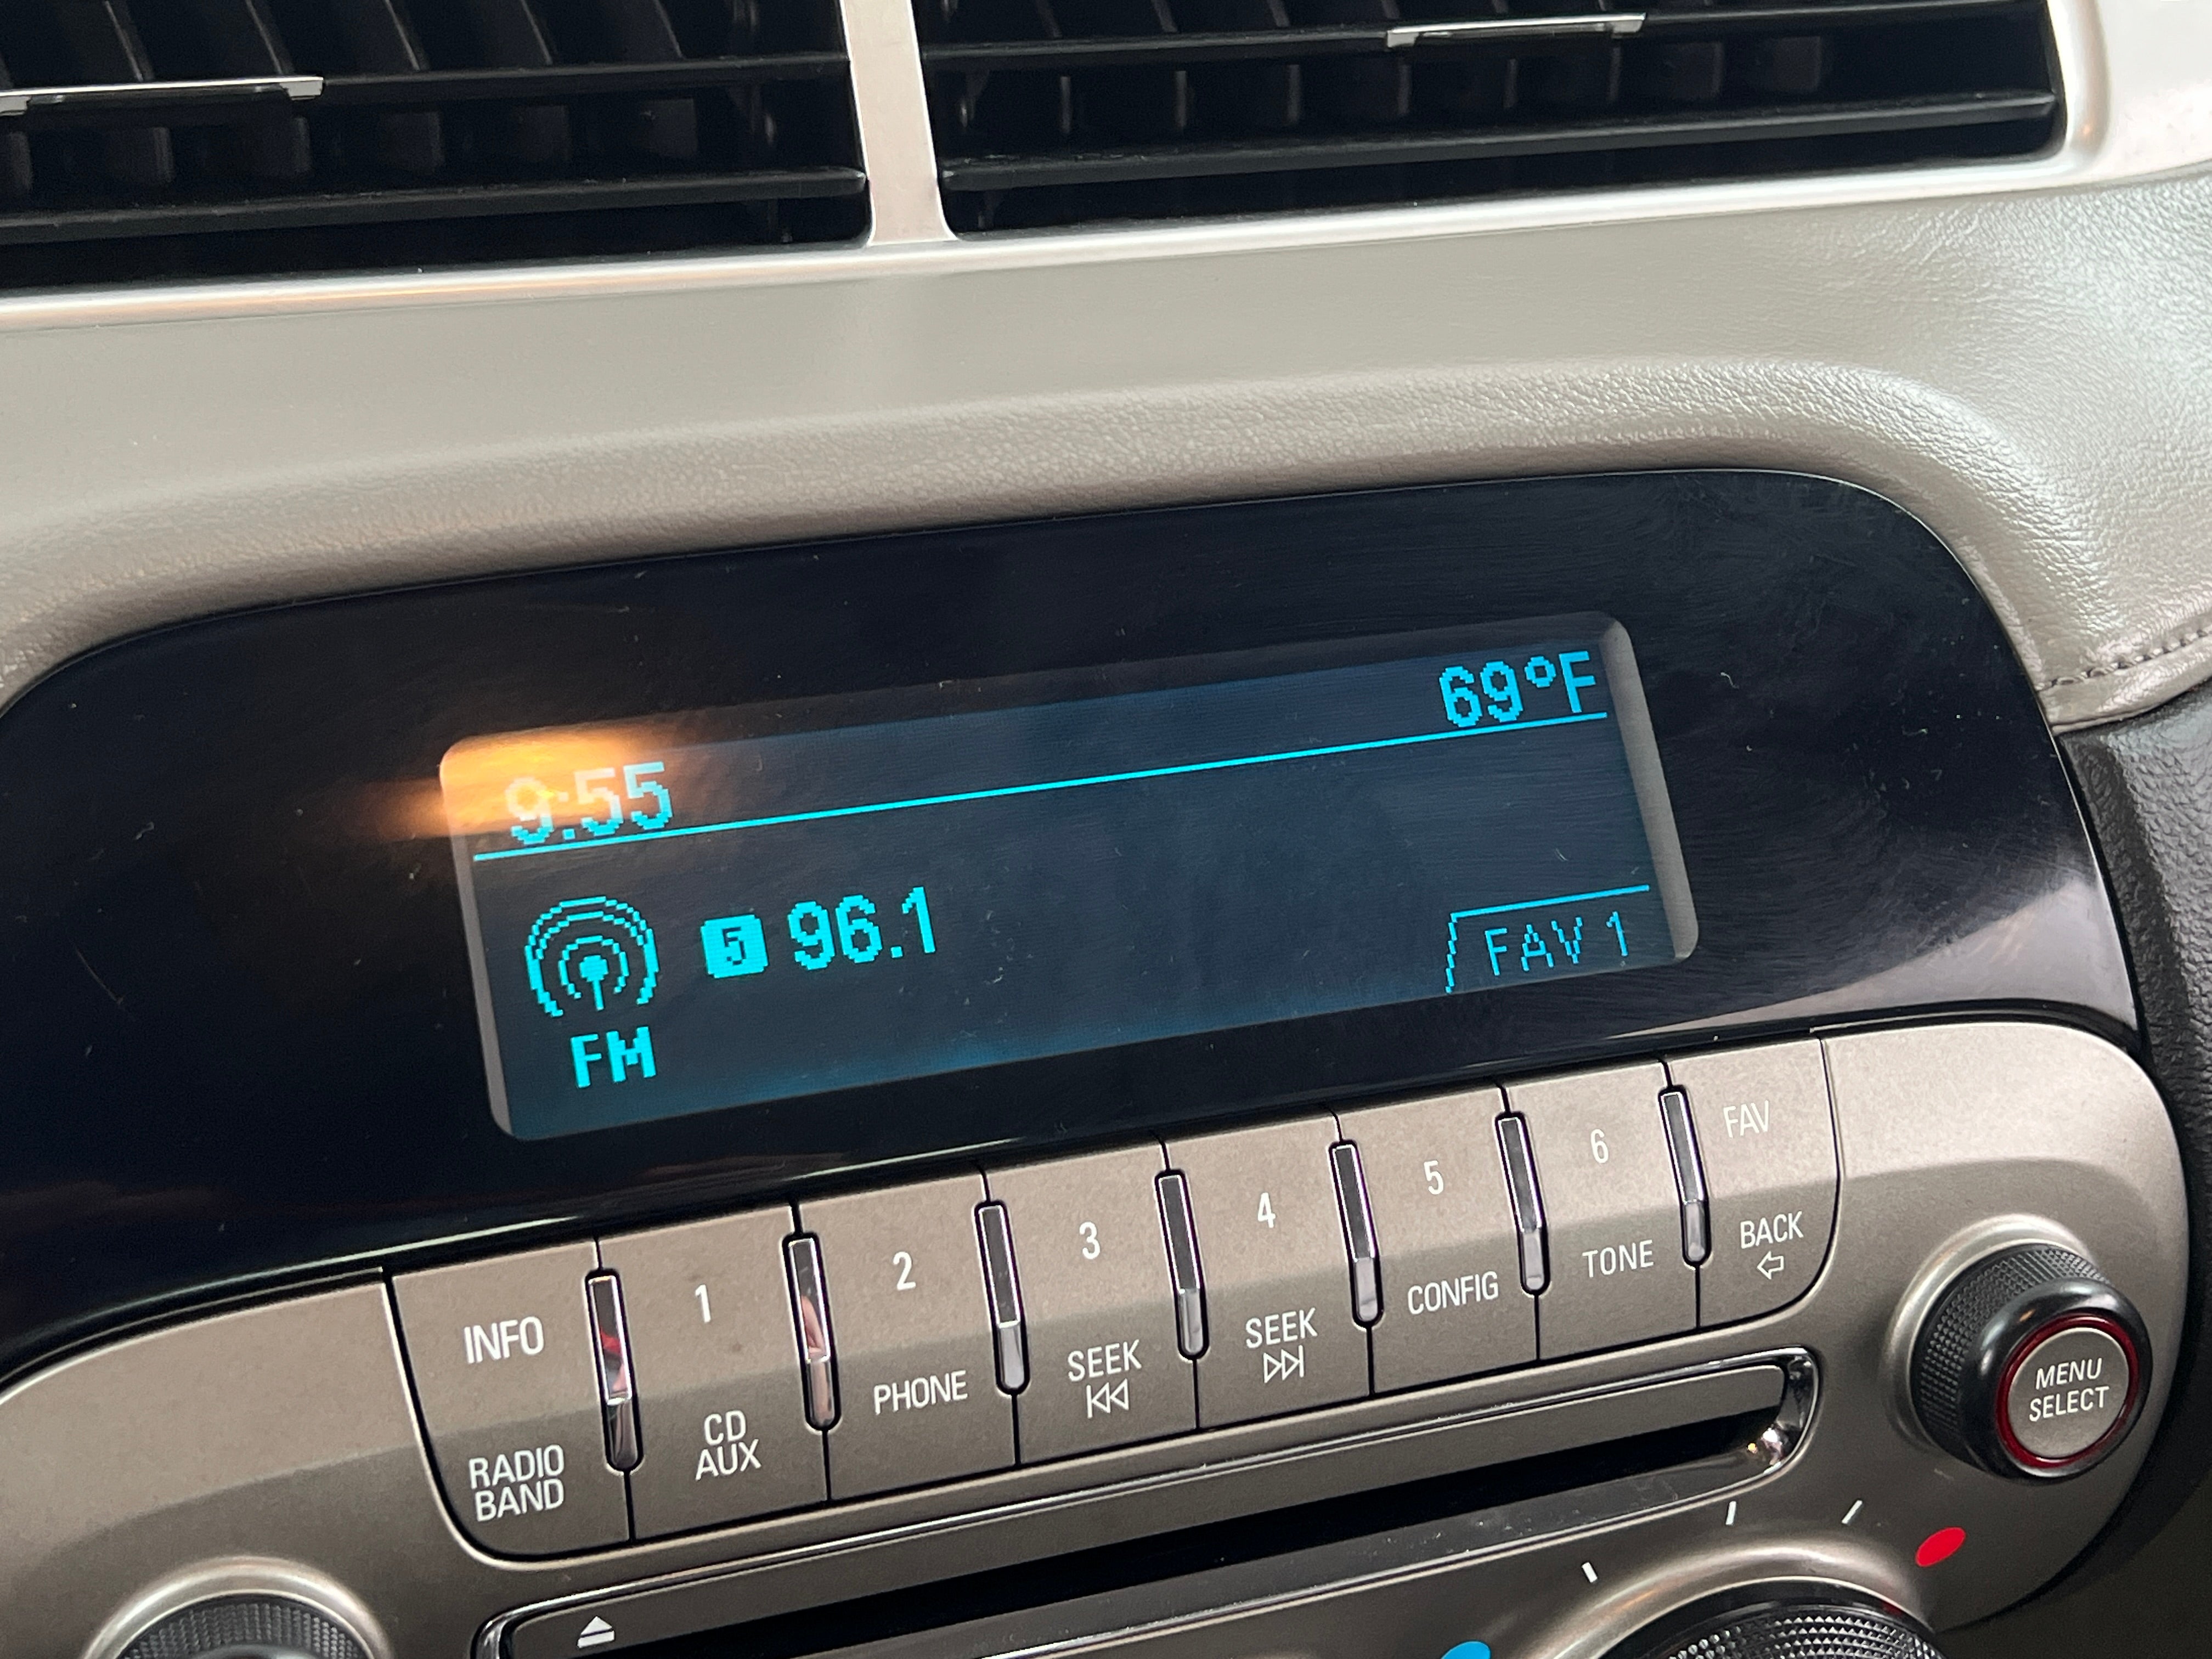 69°F
9:55
5 96.1
FAV 1
FM
INFO
RADIO
BAND
1
CD
AUX
2
PHONE
3
SEEK
4
SEEK
5
CONFIG
6
TONE
FAV
BACK
MENU
SELECT